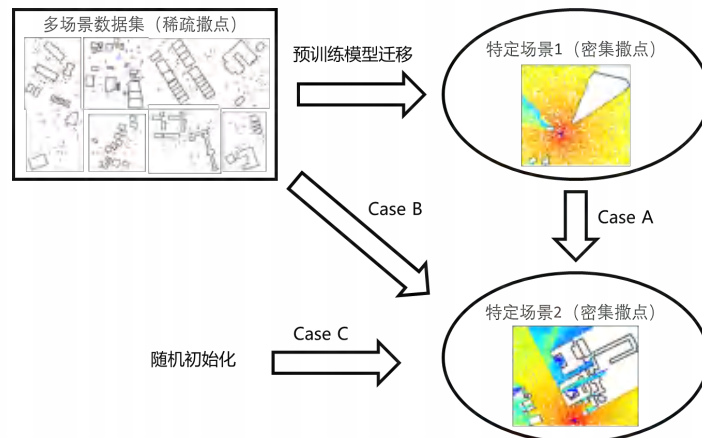 多场景数据集（稀疏撒点）
预训练模型迁移
特定场景1（密集撒点）
Case B
Case A
特定场景2（密集撒点）
Case C
随机初始化